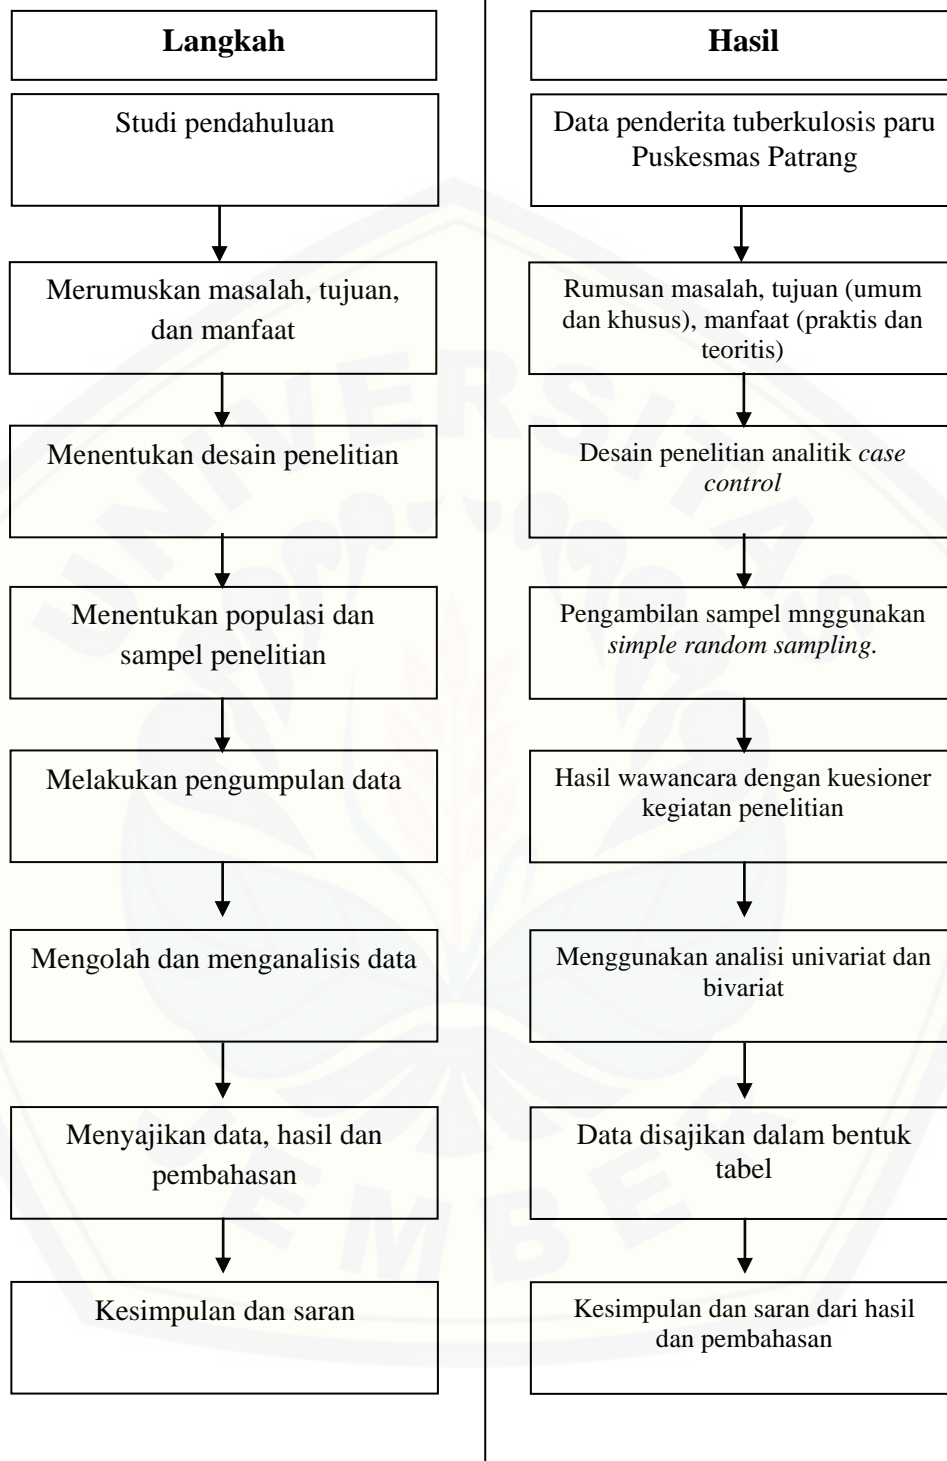 Langkah
Hasil
Studi pendahuluan
Data penderita tuberkulosis paru
Puskesmas Patrang
Merumuskan masalah, tujuan,
dan manfaat
Rumusan masalah, tujuan (umum
dan khusus), manfaat (praktis dan
teoritis)
Menentukan desain penelitian
Desain penelitian analitik case
control
Menentukan populasi dan
sampel penelitian
Pengambilan sampel mnggunakan
simple random sampling.
Melakukan pengumpulan data
Hasil wawancara dengan kuesioner
kegiatan penelitian
Mengolah dan menganalisis data
Menggunakan analisi univariat dan
bivariat
Menyajikan data, hasil dan
pembahasan
Data disajikan dalam bentuk
tabel
Kesimpulan dan saran
Kesimpulan dan saran dari hasil
dan pembahasan
UNIVERSITAS
JEMBER